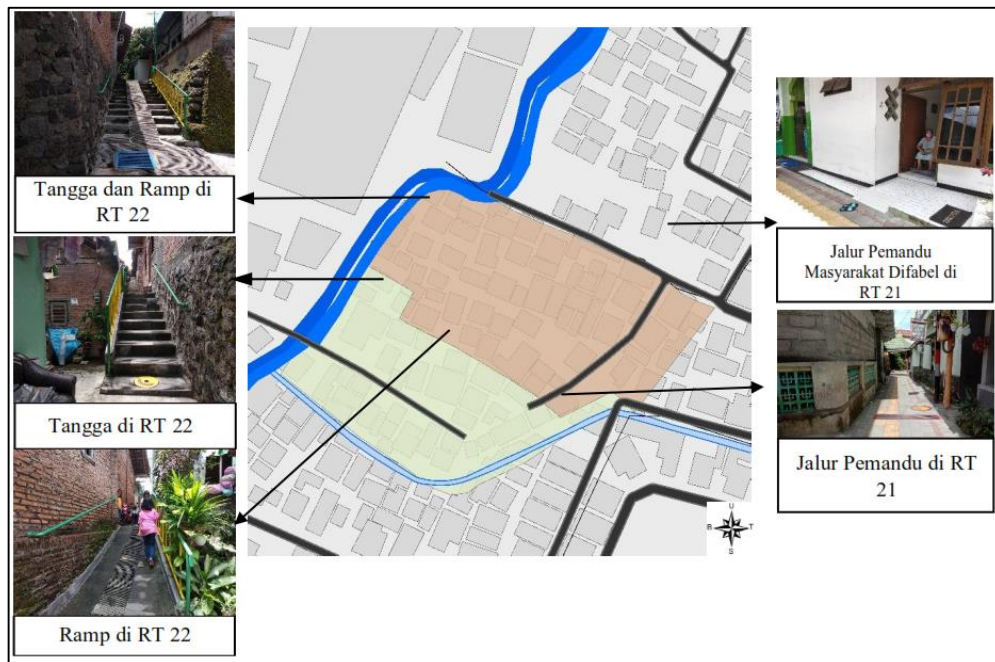 Tangga dan Ramp di
RT 22
Tangga di RT 22
Ramp di RT 22
Jalur Pemandu
Masyarakat Difabel di
RT 21
Jalur Pemandu di RT
21
U
B T
S